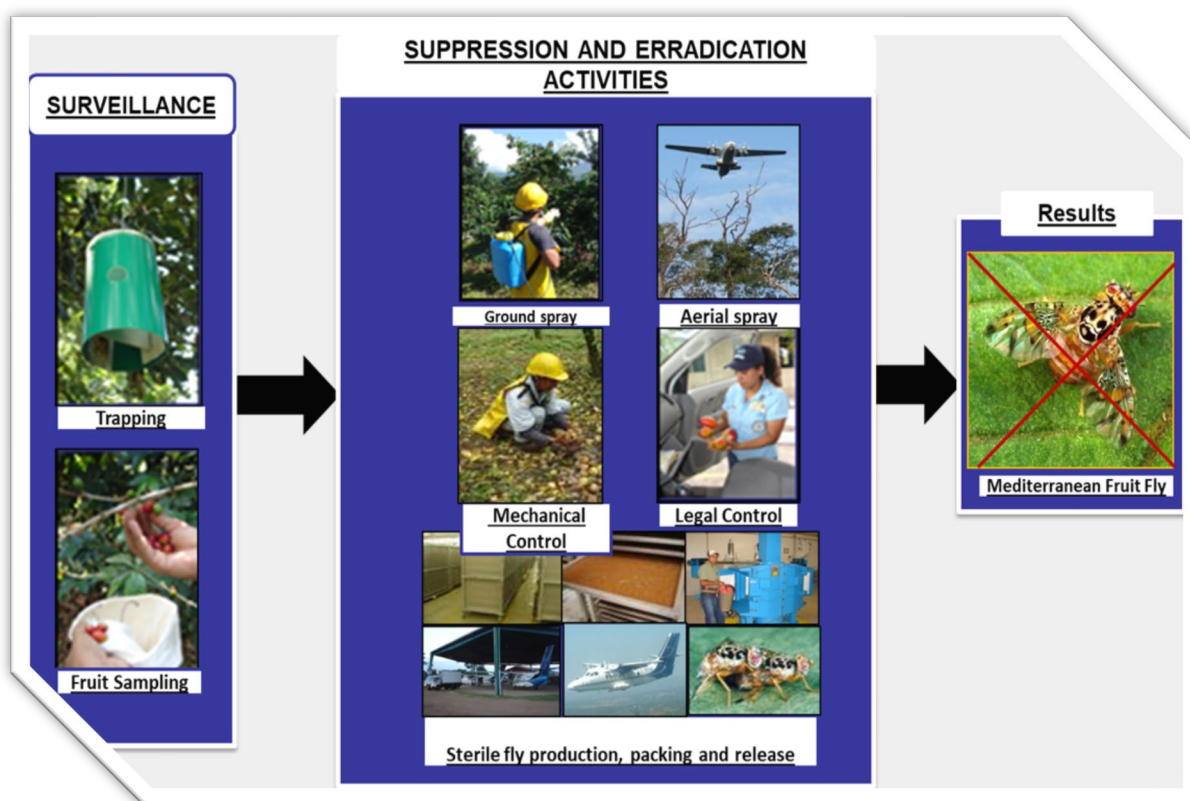 SUPPRESSION AND ERRADICATION
ACTIVITIES
SURVEILLANCE
Trapping
Fruit Sampling
Ground spray
Aerial spray
Mechanical
Control
Legal Control
Sterile fly production, packing and release
Results
Mediterranean Fruit Fly